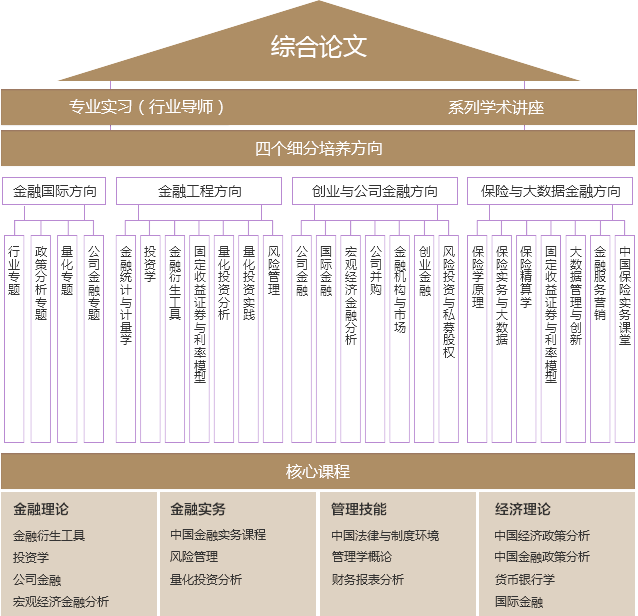 综合论文
专业实习（行业导师）
系列学术讲座
四个细分培养方向
金融国际方向
金融工程方向
创业与公司金融方向
保险与大数据金融方向
行业专题
政策分析专题
量化专题
公司金融专题
金融统计与计量学
投资学
金融衍生工具
固定收益证券与利率模型
量化投资分析
量化投资实践
风险管理
公司金融
国际金融
宏观经济金融分析
公司并购
金融机构与市场
创业金融
风险投资与私募股权
保险学原理
保险实务与大数据
保险精算学
固定收益证券与利率模型
大数据管理与创新
金融服务营销
中国保险实务课堂
核心课程
金融理论
金融衍生工具
投资学
公司金融
宏观经济金融分析
金融实务
中国金融实务课程
风险管理
量化投资分析
管理技能
中国法律与制度环境
管理学概论
财务报表分析
经济理论
中国经济政策分析
中国金融政策分析
货币银行学
国际金融